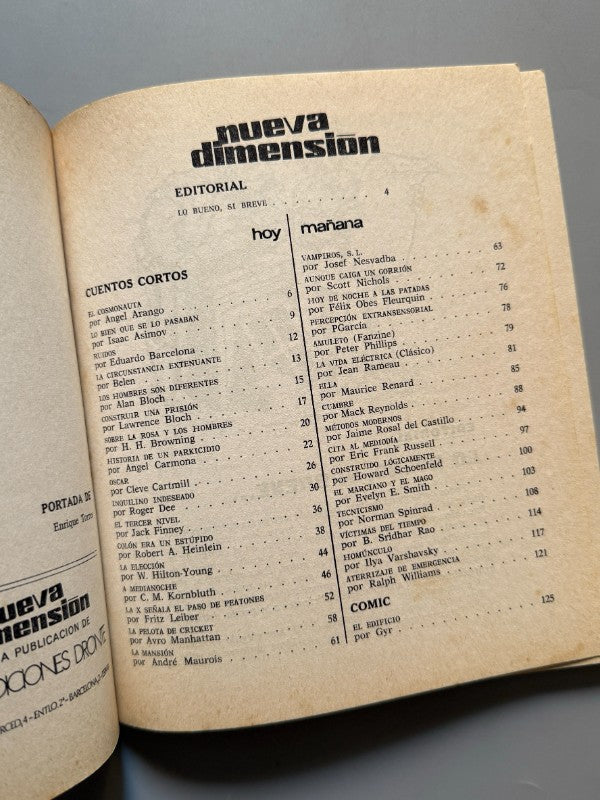 PORTADA DE
Enrique Torre
nueva
dimensión
A PUBLICACION DE
DICIONES DRONTE
nueva
dimensión
EDITORIAL
LO BUENO, SI BREVE . . . . . . . . . 4
hoy
CUENTOS CORTOS
EL COSMONAUTA
por Angel Arango . . . 6
LO BIEN QUE SE LO PASABAN
por Isaac Asimov . . . 9
RUIDOS
por Eduardo Barcelona . . . 12
LA CIRCUNSTANCIA EXTENUANTE
por Belen . . . 13
LOS HOMBRES SON DIFERENTES
por Alan Bloch . . . 15
CONSTRUIR UNA PRISIÓN
por Lawrence Bloch . . . 17
SOBRE LA ROSA Y LOS HOMBRES
por H. H. Browning . . . 20
HISTORIA DE UN PARKICIDIO
por Angel Carmona . . . 22
OSCAR
por Cleve Cartmill . . . 26
INQUILINO INDESEADO
por Roger Dee . . . 30
EL TERCER NIVEL
por Jack Finney . . . 36
COLÓN ERA UN ESTÚPIDO
por Robert A. Heinlein . . . 38
LA ELECCIÓN
por W. Hilton-Young . . . 44
A MEDIANOCHE
por C. M. Kornbluth . . . 46
LA X SEÑALA EL PASO DE PEATONES
por Fritz Leiber . . . 52
LA PELOTA DE CRICKET
por Avro Manhattan . . . 58
LA MANSIÓN
por André Maurois . . . 61
mañana
VAMPIROS, S. L.
por Josef Nesvadba . . . 63
AUNQUE CAIGA UN GORRIÓN
por Scott Nichols . . . 72
HOY DE NOCHE A LAS PATADAS
por Félix Obes Fleurquin . . . 76
PERCEPCIÓN EXTRASENSORIAL
por PGarcía . . . 78
AMULETO (Fanzine)
por Peter Phillips . . . 79
LA VIDA ELÉCTRICA (Clásico)
por Jean Rameau . . . 81
ELLA
por Maurice Renard . . . 85
CUMBRE
por Mack Reynolds . . . 88
MÉTODOS MODERNOS
por Jaime Rosal del Castillo . . . 94
CITA AL MEDIODÍA
por Eric Frank Russell . . . 97
CONSTRUIDO LÓGICAMENTE
por Howard Schoenfeld . . . 100
EL MARCIANO Y EL MAGO
por Evelyn E. Smith . . . 103
TECNICISMO
por Norman Spinrad . . . 108
VÍCTIMAS DEL TIEMPO
por B. Sridhar Rao . . . 114
HOMÚNCULO
por Ilya Varshavsky . . . 117
ATERRIZAJE DE EMERGENCIA
por Ralph Williams . . . 121
COMIC
EL EDIFICIO
por Gyr . . . 125